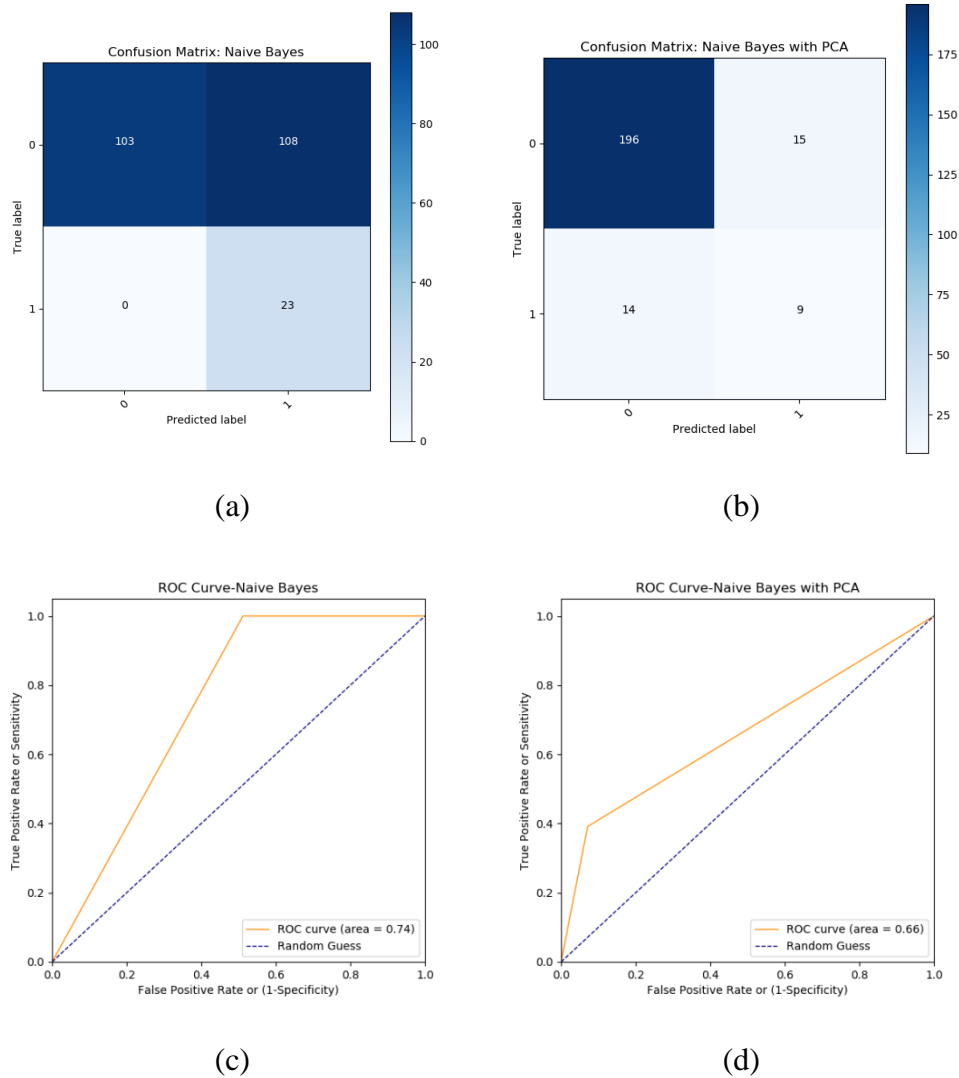 Confusion Matrix: Naive Bayes
100
80
60
40
20
0
0
1
103
108
0
23
True label
0
1
Predicted label
(a)
Confusion Matrix: Naive Bayes with PCA
175
150
125
100
75
50
25
0
1
196
15
14
9
True label
0
1
Predicted label
(b)
ROC Curve-Naive Bayes
1.0
0.8
0.6
0.4
0.2
0.0
True Positive Rate or Sensitivity
ROC curve (area = 0.74)
Random Guess
0.0 0.2 0.4 0.6 0.8 1.0
False Positive Rate or (1-Specificity)
(c)
ROC Curve-Naive Bayes with PCA
1.0
0.8
0.6
0.4
0.2
0.0
True Positive Rate or Sensitivity
ROC curve (area = 0.66)
Random Guess
0.0 0.2 0.4 0.6 0.8 1.0
False Positive Rate or (1-Specificity)
(d)